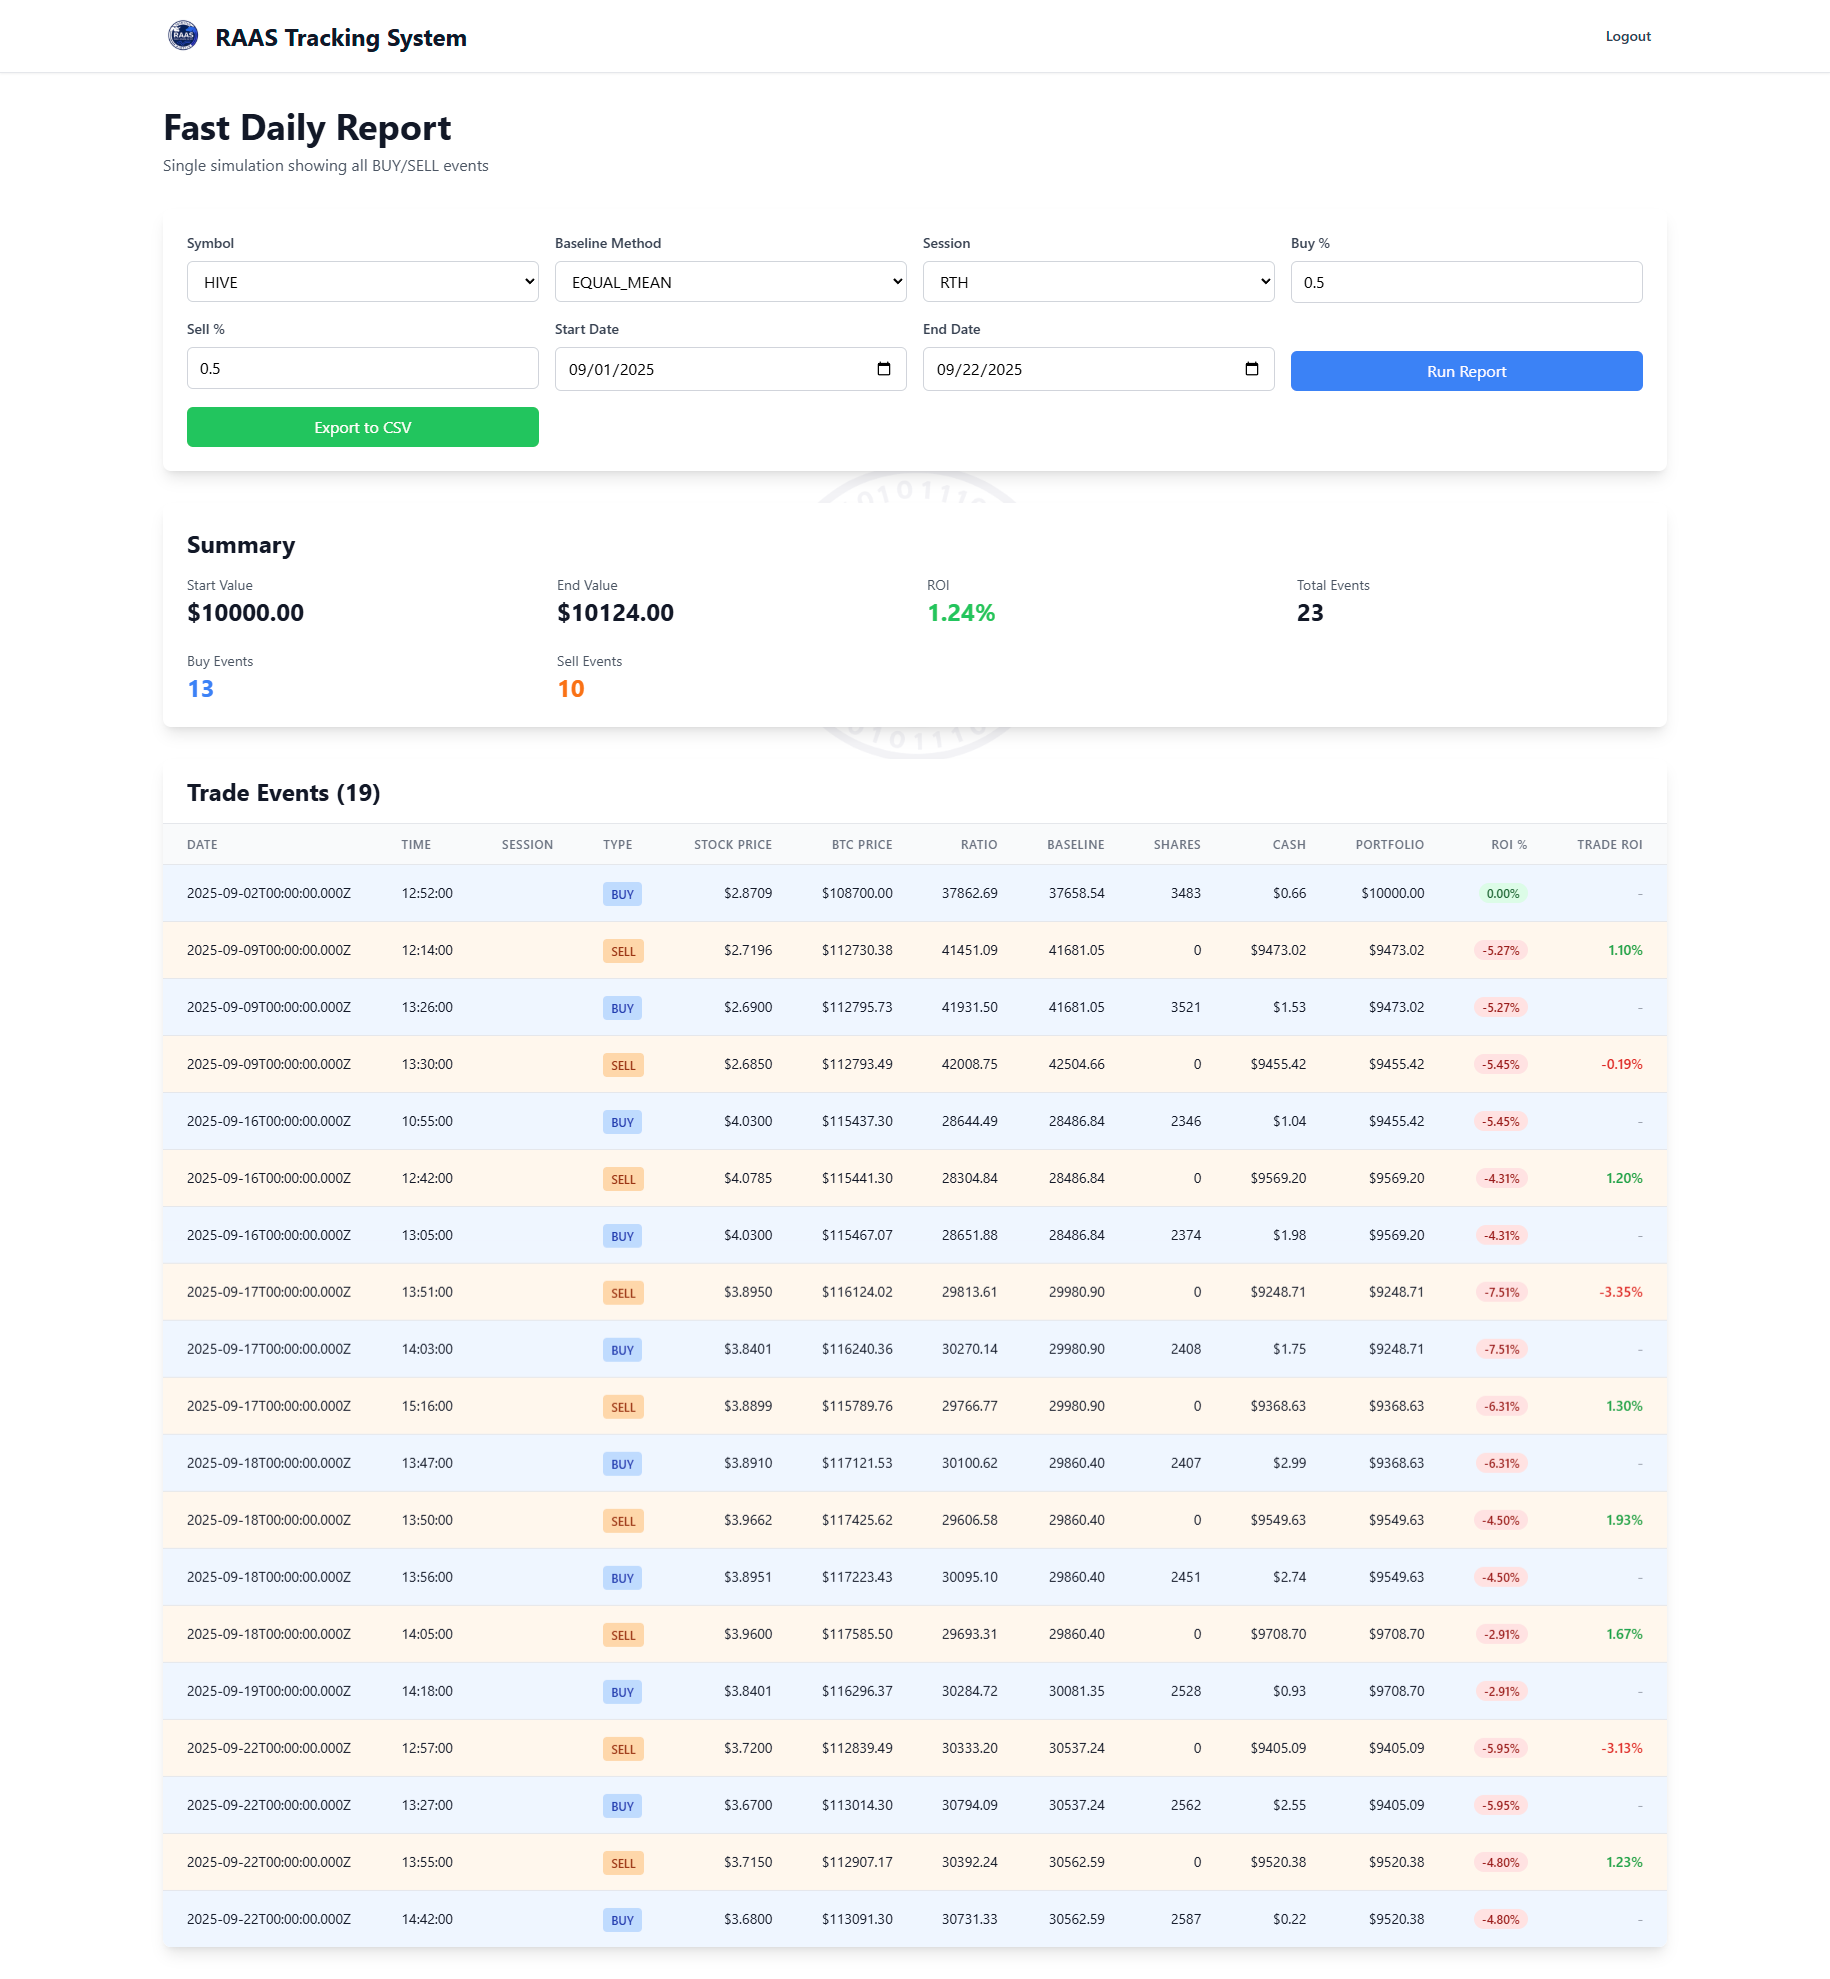 RAAS
RAAS Tracking System
Logout
Fast Daily Report
Single simulation showing all BUY/SELL events
Symbol Baseline Method Session Buy %
HIVE EQUAL_MEAN RTH 0.5
Sell % Start Date End Date
0.5 09/01/2025 09/22/2025 Run Report
Export to CSV
Summary
Start Value End Value ROI Total Events
$10000.00 $10124.00 1.24% 23
Buy Events Sell Events
13 10
Trade Events (19)
DATE TIME SESSION TYPE STOCK PRICE BTC PRICE RATIO BASELINE SHARES CASH PORTFOLIO ROI % TRADE ROI
2025-09-02T00:00:00.000Z 12:52:00 BUY $2.8709 $108700.00 37862.69 37658.54 3483 $0.66 $10000.00 0.00% -
2025-09-09T00:00:00.000Z 12:14:00 SELL $2.7196 $112730.38 41451.09 41681.05 0 $9473.02 $9473.02 -5.27% 1.10%
2025-09-09T00:00:00.000Z 13:26:00 BUY $2.6900 $112795.73 41931.50 41681.05 3521 $1.53 $9473.02 -5.27% -
2025-09-09T00:00:00.000Z 13:30:00 SELL $2.6850 $112793.49 42008.75 42504.66 0 $9455.42 $9455.42 -5.45% -0.19%
2025-09-16T00:00:00.000Z 10:55:00 BUY $4.0300 $115437.30 28644.49 28486.84 2346 $1.04 $9455.42 -5.45% -
2025-09-16T00:00:00.000Z 12:42:00 SELL $4.0785 $115441.30 28304.84 28486.84 0 $9569.20 $9569.20 -4.31% 1.20%
2025-09-16T00:00:00.000Z 13:05:00 BUY $4.0300 $115467.07 28651.88 28486.84 2374 $1.98 $9569.20 -4.31% -
2025-09-17T00:00:00.000Z 13:51:00 SELL $3.8950 $116124.02 29813.61 29980.90 0 $9248.71 $9248.71 -7.51% -3.35%
2025-09-17T00:00:00.000Z 14:03:00 BUY $3.8401 $116240.36 30270.14 29980.90 2408 $1.75 $9248.71 -7.51% -
2025-09-17T00:00:00.000Z 15:16:00 SELL $3.8899 $115789.76 29766.77 29980.90 0 $9368.63 $9368.63 -6.31% 1.30%
2025-09-18T00:00:00.000Z 13:47:00 BUY $3.8910 $117121.53 30100.62 29860.40 2407 $2.99 $9368.63 -6.31% -
2025-09-18T00:00:00.000Z 13:50:00 SELL $3.9662 $117425.62 29606.58 29860.40 0 $9549.63 $9549.63 -4.50% 1.93%
2025-09-18T00:00:00.000Z 13:56:00 BUY $3.8951 $117223.43 30095.10 29860.40 2451 $2.74 $9549.63 -4.50% -
2025-09-18T00:00:00.000Z 14:05:00 SELL $3.9600 $117585.50 29693.31 29860.40 0 $9708.70 $9708.70 -2.91% 1.67%
2025-09-19T00:00:00.000Z 14:18:00 BUY $3.8401 $116296.37 30284.72 30081.35 2528 $0.93 $9708.70 -2.91% -
2025-09-22T00:00:00.000Z 12:57:00 SELL $3.7200 $112839.49 30333.20 30537.24 0 $9405.09 $9405.09 -5.95% -3.13%
2025-09-22T00:00:00.000Z 13:27:00 BUY $3.6700 $113014.30 30794.09 30537.24 2562 $2.55 $9405.09 -5.95% -
2025-09-22T00:00:00.000Z 13:55:00 SELL $3.7150 $112907.17 30392.24 30562.59 0 $9520.38 $9520.38 -4.80% 1.23%
2025-09-22T00:00:00.000Z 14:42:00 BUY $3.6800 $113091.30 30731.33 30562.59 2587 $0.22 $9520.38 -4.80% -